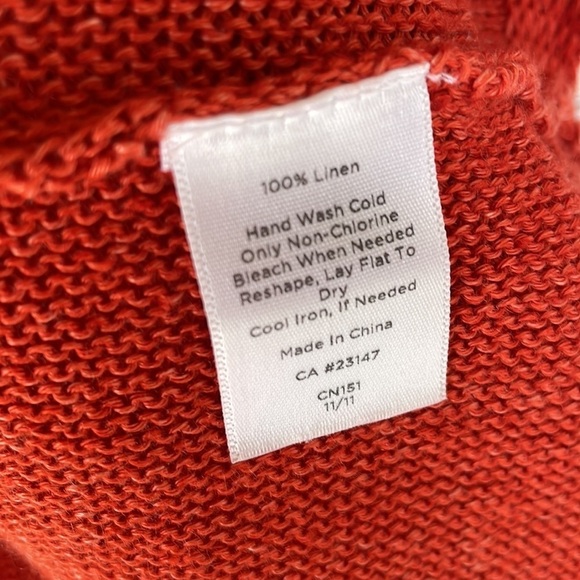 100% Linen
Hand Wash Cold
Only Non-Chlorine
Bleach When Needed
Reshape, Lay Flat To
Dry
Cool Iron, If Needed
Made In China
CA #23147
CN151
11/11